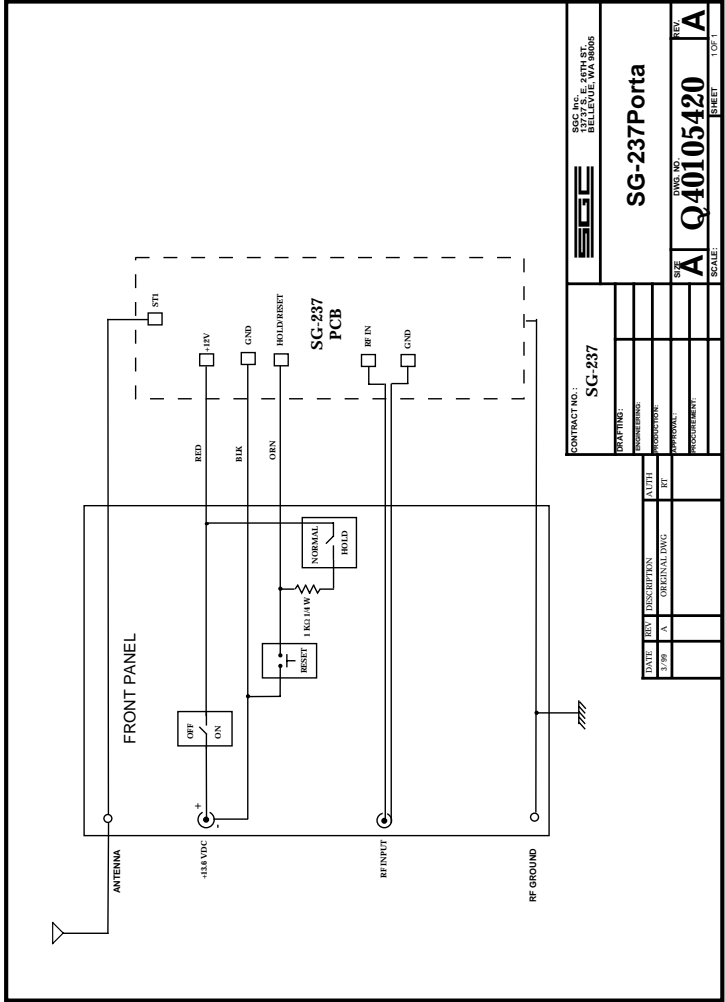 FRONT PANEL
ANTENNA
+13.6 VDC
+
-
OFF
ON
RF INPUT
RF GROUND
RESET
1 KΩ 1/4 W
NORMAL
HOLD
RED
BLK
ORN
ST1
+12V
GND
HOLD/RESET
SG-237
PCB
RF IN
GND
DATE REV DESCRIPTION AUTH
3/99 A ORIGINAL DWG RT
CONTRACT NO.:
SG-237
DRAFTING:
ENGINEERING:
PRODUCTION:
APPROVAL:
PROCUREMENT:
SGC
SGC Inc.
13737 S. E. 26TH ST.
BELLEVUE, WA 98005
SG-237Porta
SIZE DWG. NO. REV.
A Q40105420 A
SCALE: SHEET 1 OF 1